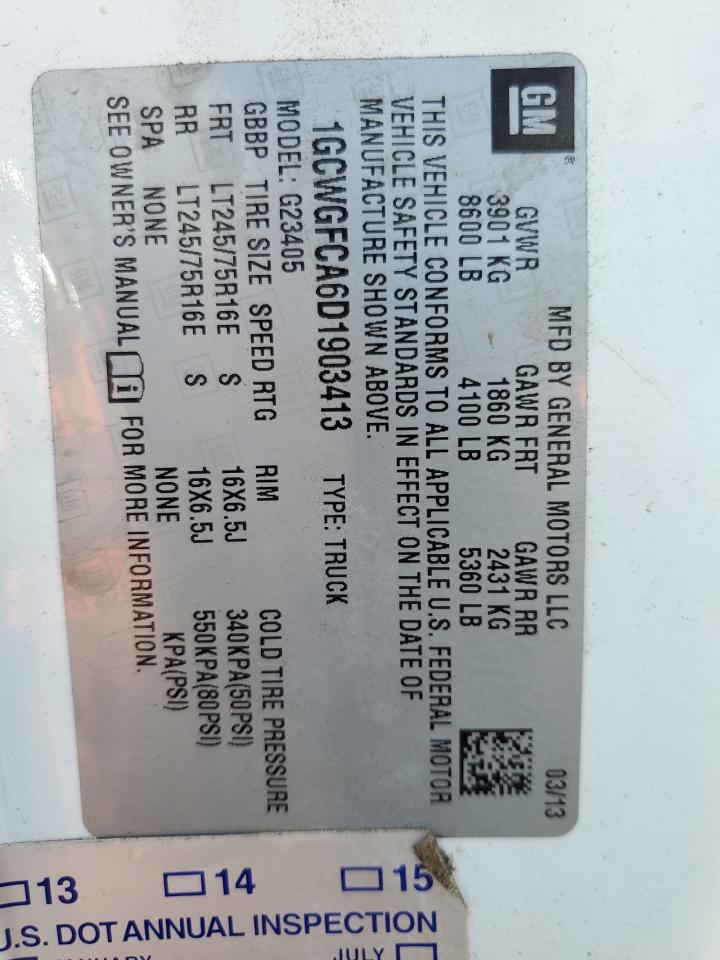 GM
®
MFD BY GENERAL MOTORS LLC 03/13
GVWR GAWR FRT GAWR RR
3901 KG 1860 KG 2431 KG
8600 LB 4100 LB 5360 LB
THIS VEHICLE CONFORMS TO ALL APPLICABLE U.S. FEDERAL MOTOR
VEHICLE SAFETY STANDARDS IN EFFECT ON THE DATE OF
MANUFACTURE SHOWN ABOVE.
1GCWGFCA6D1903413 TYPE: TRUCK
MODEL: G23405
GBBP TIRE SIZE SPEED RTG RIM COLD TIRE PRESSURE
FRT LT245/75R16E S 16X6.5J 340KPA(50PSI)
RR LT245/75R16E S 16X6.5J 550KPA(80PSI)
SPA NONE NONE KPA(PSI)
SEE OWNER'S MANUAL i FOR MORE INFORMATION.
13 14 15
U.S. DOT ANNUAL INSPECTION
JANUARY JULY